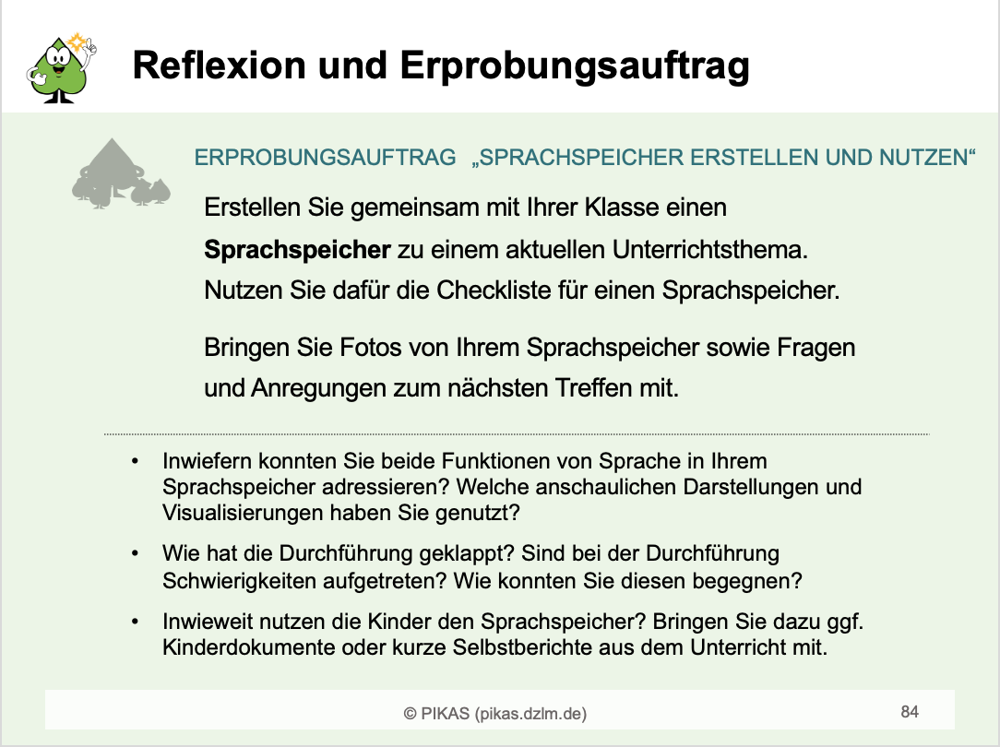 Reflexion und Erprobungsauftrag
ERPROBUNGSAUFTRAG „SPRACHSPEICHER ERSTELLEN UND NUTZEN“
Erstellen Sie gemeinsam mit Ihrer Klasse einen
Sprachspeicher zu einem aktuellen Unterrichtsthema.
Nutzen Sie dafür die Checkliste für einen Sprachspeicher.
Bringen Sie Fotos von Ihrem Sprachspeicher sowie Fragen
und Anregungen zum nächsten Treffen mit.
• Inwiefern konnten Sie beide Funktionen von Sprache in Ihrem
Sprachspeicher adressieren? Welche anschaulichen Darstellungen und
Visualisierungen haben Sie genutzt?
• Wie hat die Durchführung geklappt? Sind bei der Durchführung
Schwierigkeiten aufgetreten? Wie konnten Sie diesen begegnen?
• Inwieweit nutzen die Kinder den Sprachspeicher? Bringen Sie dazu ggf.
Kinderdokumente oder kurze Selbstberichte aus dem Unterricht mit.
© PIKAS (pikas.dzlm.de)
84